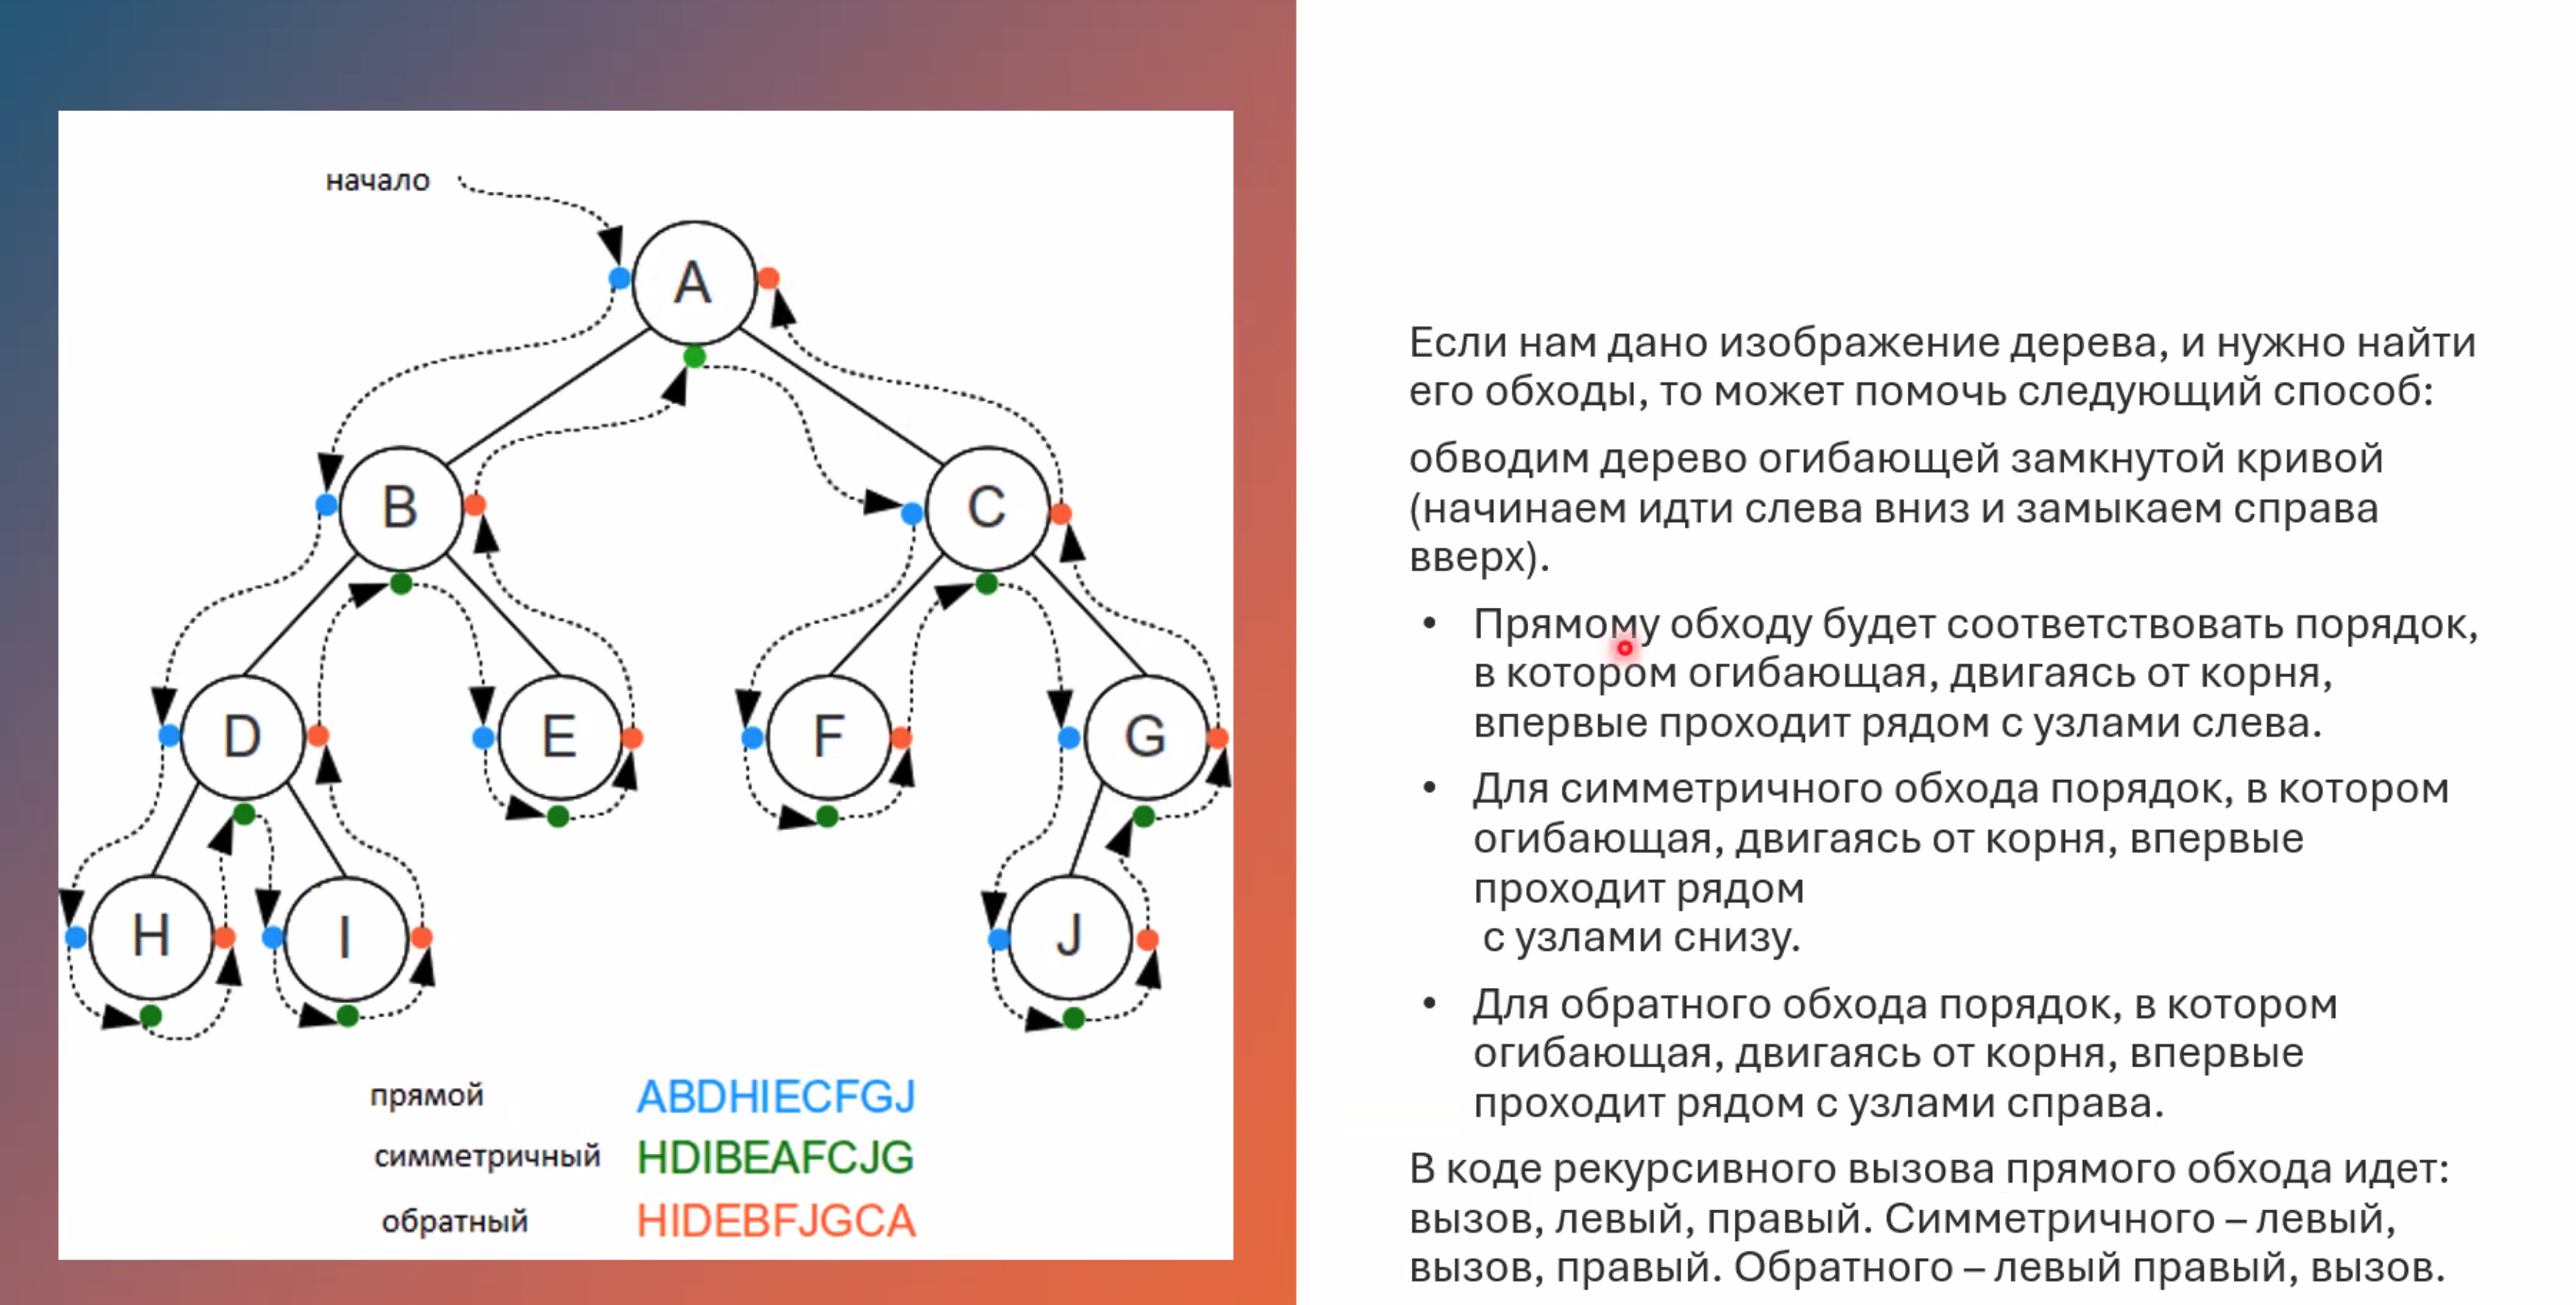 начало
A
B
C
D
E
F
G
H
I
J
прямой ABDHIECFGJ
симметричный HDIBEAFCJG
обратный HIDEBFJGCA
Если нам дано изображение дерева, и нужно найти
его обходы, то может помочь следующий способ:
обводим дерево огибающей замкнутой кривой
(начинаем идти слева вниз и замыкаем справа
вверх).
• Прямому обходу будет соответствовать порядок,
в котором огибающая, двигаясь от корня,
впервые проходит рядом с узлами слева.
• Для симметричного обхода порядок, в котором
огибающая, двигаясь от корня, впервые
проходит рядом
с узлами снизу.
• Для обратного обхода порядок, в котором
огибающая, двигаясь от корня, впервые
проходит рядом с узлами справа.
В коде рекурсивного вызова прямого обхода идет:
вызов, левый, правый. Симметричного – левый,
вызов, правый. Обратного – левый правый, вызов.